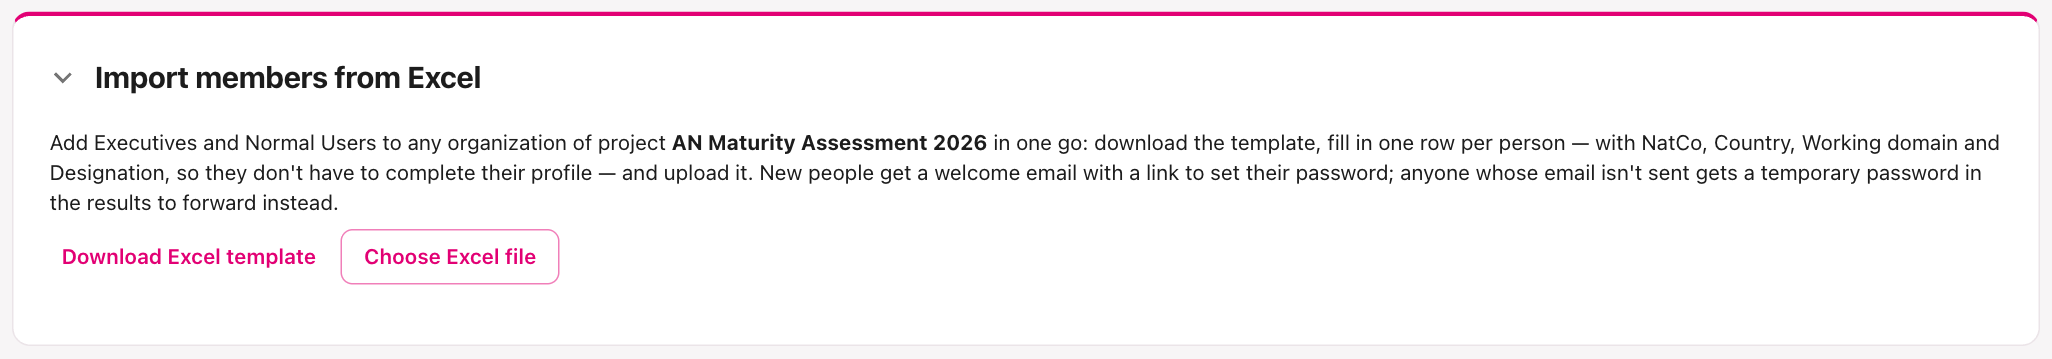 Import members from Excel
Add Executives and Normal Users to any organization of project AN Maturity Assessment 2026 in one go: download the template, fill in one row per person — with NatCo, Country, Working domain and
Designation, so they don't have to complete their profile — and upload it. New people get a welcome email with a link to set their password; anyone whose email isn't sent gets a temporary password in
the results to forward instead.
Download Excel template
Choose Excel file